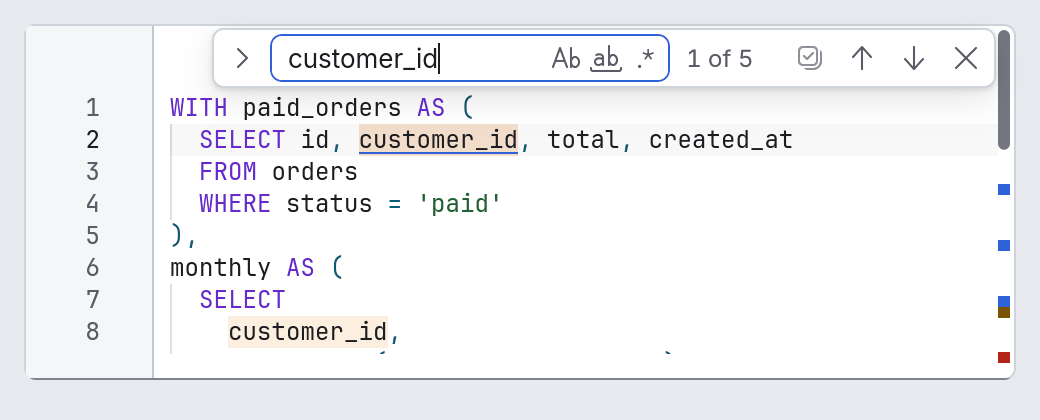 customer_id Ab ab .* 1 of 5
1 WITH paid_orders AS (
2 SELECT id, customer_id, total, created_at
3 FROM orders
4 WHERE status = 'paid'
5 ),
6 monthly AS (
7 SELECT
8 customer_id,